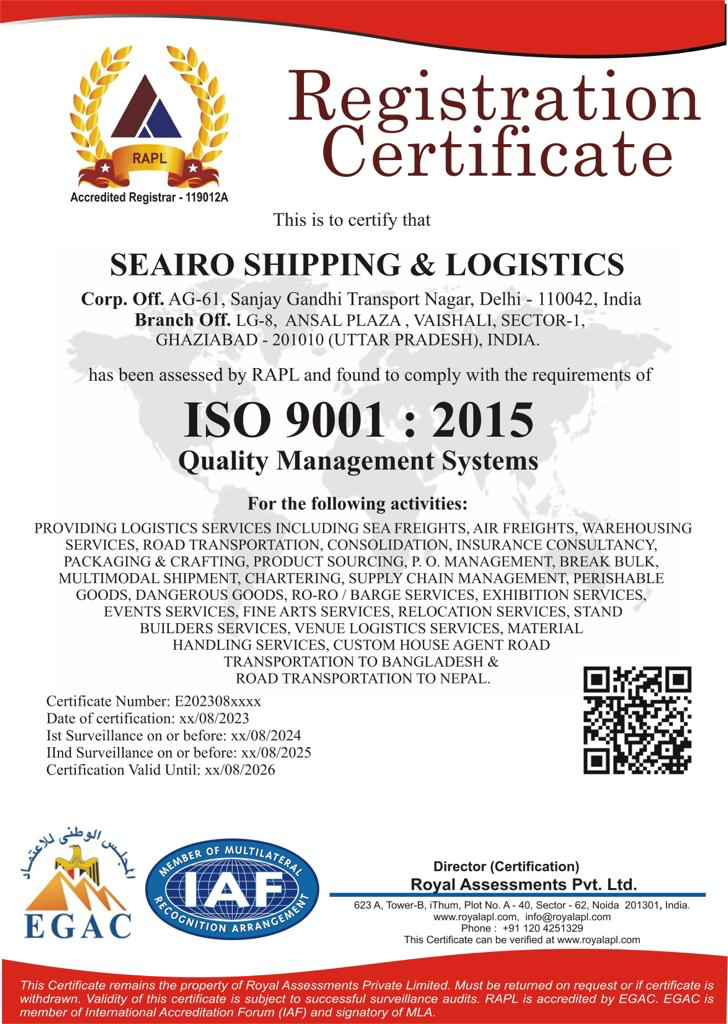 Registration
Certificate
RAPL
Accredited Registrar - 119012A
This is to certify that
SEAIRO SHIPPING & LOGISTICS
Corp. Off. AG-61, Sanjay Gandhi Transport Nagar, Delhi - 110042, India
Branch Off. LG-8, ANSAL PLAZA , VAISHALI, SECTOR-1,
GHAZIABAD - 201010 (UTTAR PRADESH), INDIA.
has been assessed by RAPL and found to comply with the requirements of
ISO 9001 : 2015
Quality Management Systems
For the following activities:
PROVIDING LOGISTICS SERVICES INCLUDING SEA FREIGHTS, AIR FREIGHTS, WAREHOUSING
SERVICES, ROAD TRANSPORTATION, CONSOLIDATION, INSURANCE CONSULTANCY,
PACKAGING & CRAFTING, PRODUCT SOURCING, P. O. MANAGEMENT, BREAK BULK,
MULTIMODAL SHIPMENT, CHARTERING, SUPPLY CHAIN MANAGEMENT, PERISHABLE
GOODS, DANGEROUS GOODS, RO-RO / BARGE SERVICES, EXHIBITION SERVICES,
EVENTS SERVICES, FINE ARTS SERVICES, RELOCATION SERVICES, STAND
BUILDERS SERVICES, VENUE LOGISTICS SERVICES, MATERIAL
HANDLING SERVICES, CUSTOM HOUSE AGENT ROAD
TRANSPORTATION TO BANGLADESH &
ROAD TRANSPORTATION TO NEPAL.
Certificate Number: E202308xxxx
Date of certification: xx/08/2023
Ist Surveillance on or before: xx/08/2024
IInd Surveillance on or before: xx/08/2025
Certification Valid Until: xx/08/2026
المجلس الوطني للاعتماد
EGAC
MEMBER OF MULTILATERAL
IAF
RECOGNITION ARRANGEMENT
Director (Certification)
Royal Assessments Pvt. Ltd.
623 A, Tower-B, iThum, Plot No. A - 40, Sector - 62, Noida 201301, India.
www.royalapl.com, info@royalapl.com
Phone : +91 120 4251329
This Certificate can be verified at www.royalapl.com
This Certificate remains the property of Royal Assessments Private Limited. Must be returned on request or if certificate is
withdrawn. Validity of this certificate is subject to successful surveillance audits. RAPL is accredited by EGAC. EGAC is
member of International Accreditation Forum (IAF) and signatory of MLA.